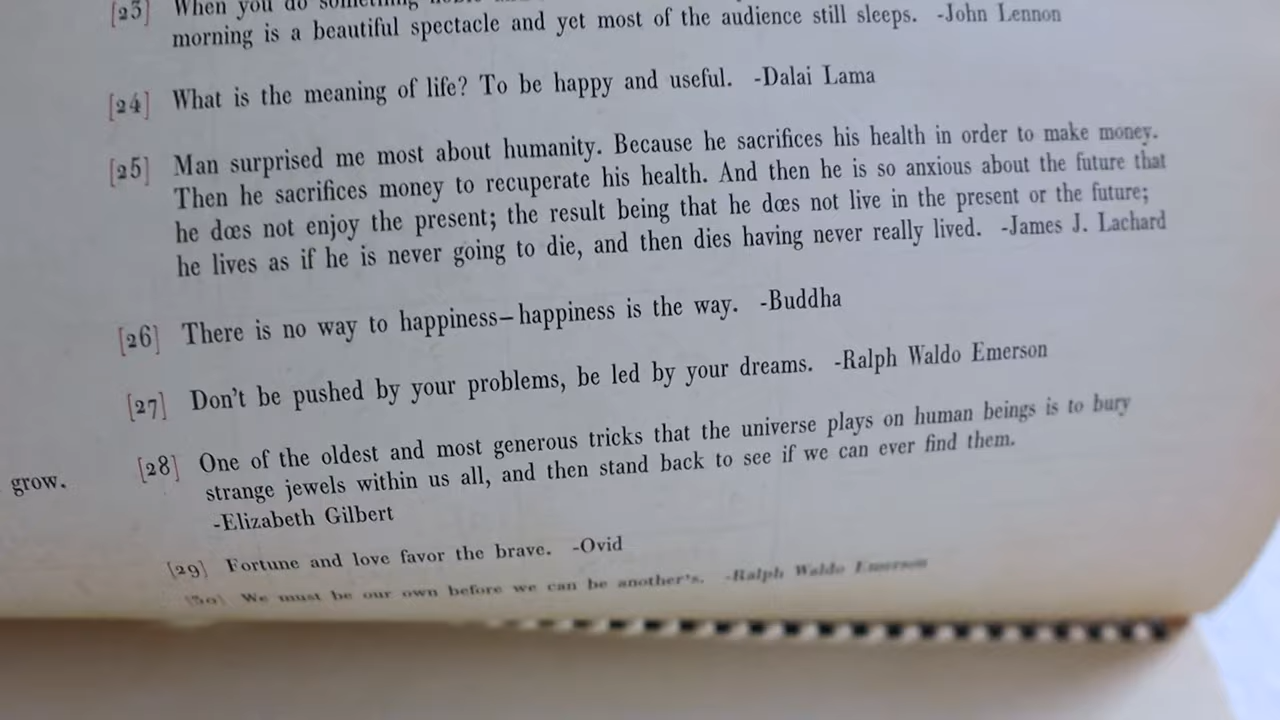 [23] When you do
morning is a beautiful spectacle and yet most of the audience still sleeps. -John Lennon
[24] What is the meaning of life? To be happy and useful. -Dalai Lama
[25] Man surprised me most about humanity. Because he sacrifices his health in order to make money.
Then he sacrifices money to recuperate his health. And then he is so anxious about the future that
he dœs not enjoy the present; the result being that he dœs not live in the present or the future;
he lives as if he is never going to die, and then dies having never really lived. -James J. Lachard
[26] There is no way to happiness–happiness is the way. -Buddha
[27] Don't be pushed by your problems, be led by your dreams. -Ralph Waldo Emerson
grow.
[28] One of the oldest and most generous tricks that the universe plays on human beings is to bury
strange jewels within us all, and then stand back to see if we can ever find them.
-Elizabeth Gilbert
[29] Fortune and love favor the brave. -Ovid
[30] We must be our own before we can be another's. -Ralph Waldo Emerson